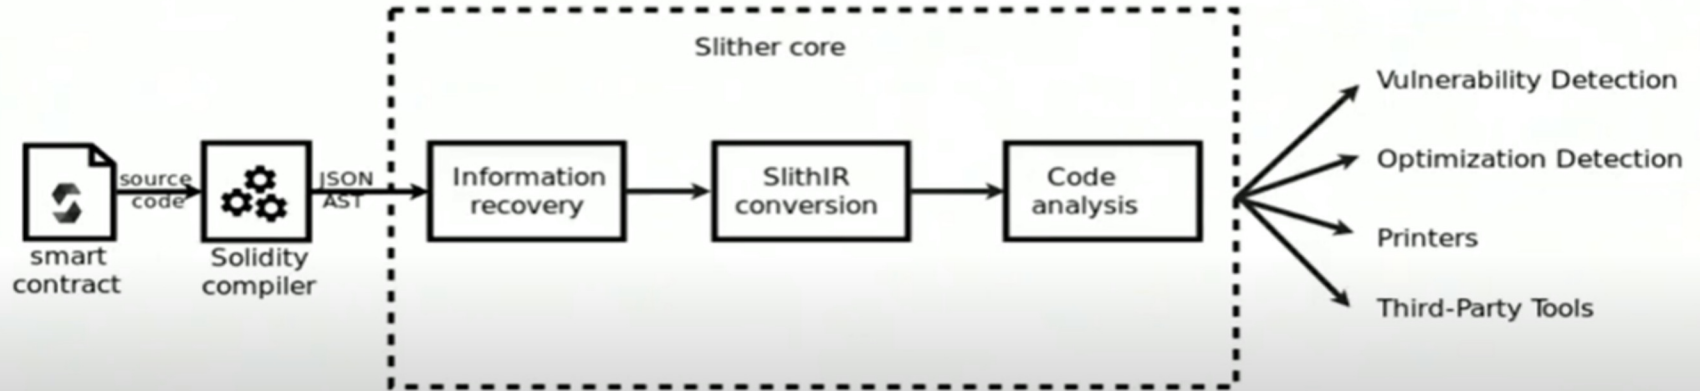 Slither core
source
code
smart
contract
Solidity
compiler
JSON
AST
Information
recovery
SlithIR
conversion
Code
analysis
Vulnerability Detection
Optimization Detection
Printers
Third-Party Tools